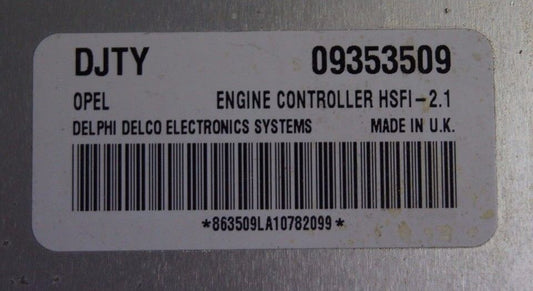 DJTY 09353509
OPEL ENGINE CONTROLLER HSFI-2.1
DELPHI DELCO ELECTRONICS SYSTEMS MADE IN U.K.
*863509LA10782099*